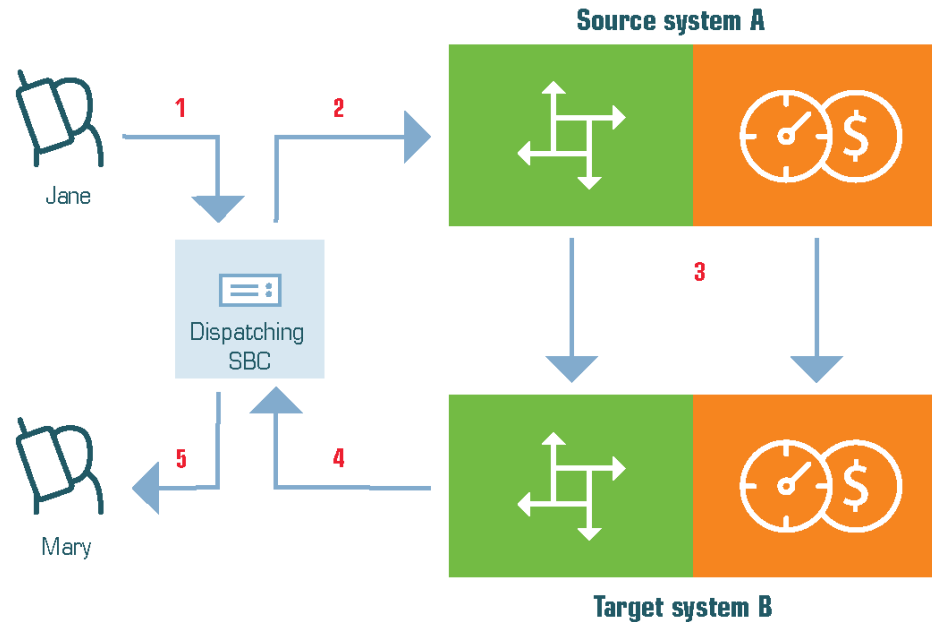 Source system A
1
2
$
Jane
3
Dispatching
SBC
5
4
$
Mary
Target system B